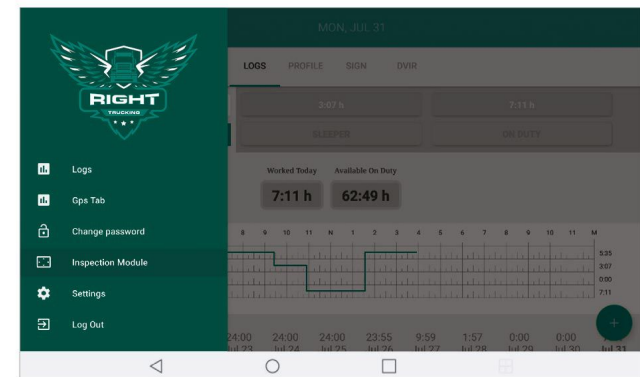 RIGHT
TRUCKING
Logs
Gps Tab
Change password
Inspection Module
Settings
Log Out
MON, JUL 31
LOGS PROFILE SIGN DVIR
2:07 h 7:11 h
SLEEPER ON DUTY
Worked Today Available On Duty
7:11 h 62:49 h
8 9 10 11 N 1 2 3 4 5 6 7 8 9 10 11 M
5:35
3:07
0:00
7:11
+
24:00 24:00 24:00 23:55 9:59 1:57 0:00 0:00
Jul 23 Jul 24 Jul 25 Jul 26 Jul 27 Jul 28 Jul 29 Jul 30 Jul 31